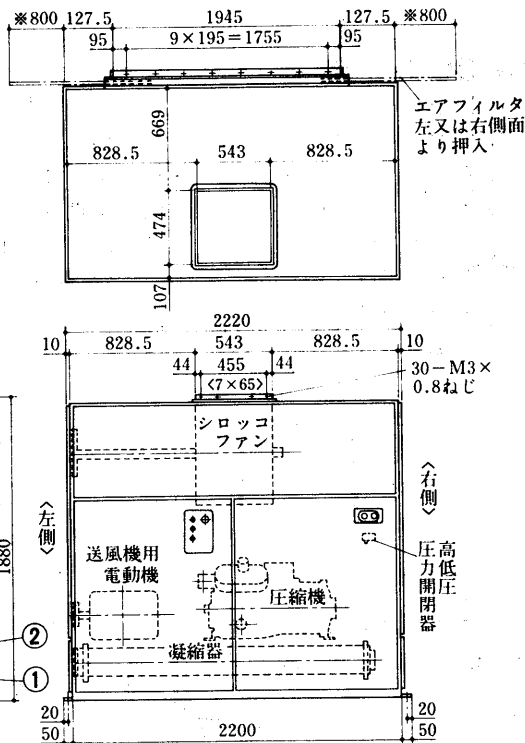 ※800 127.5 1945 127.5 ※800
95 9×195=1755 95
エアフィルタ
左又は右側面
より押入
669
828.5 543 828.5
474
107
2220
10 828.5 543 828.5 10
44 455 44
<7×65>
30-M3×
0.8ねじ
シロッコ
ファン
〈左側〉
〈右側〉
1880
送風機用
電動機
圧縮機
高低圧
圧力開閉器
凝縮器
②
①
20 20
50 2200 50